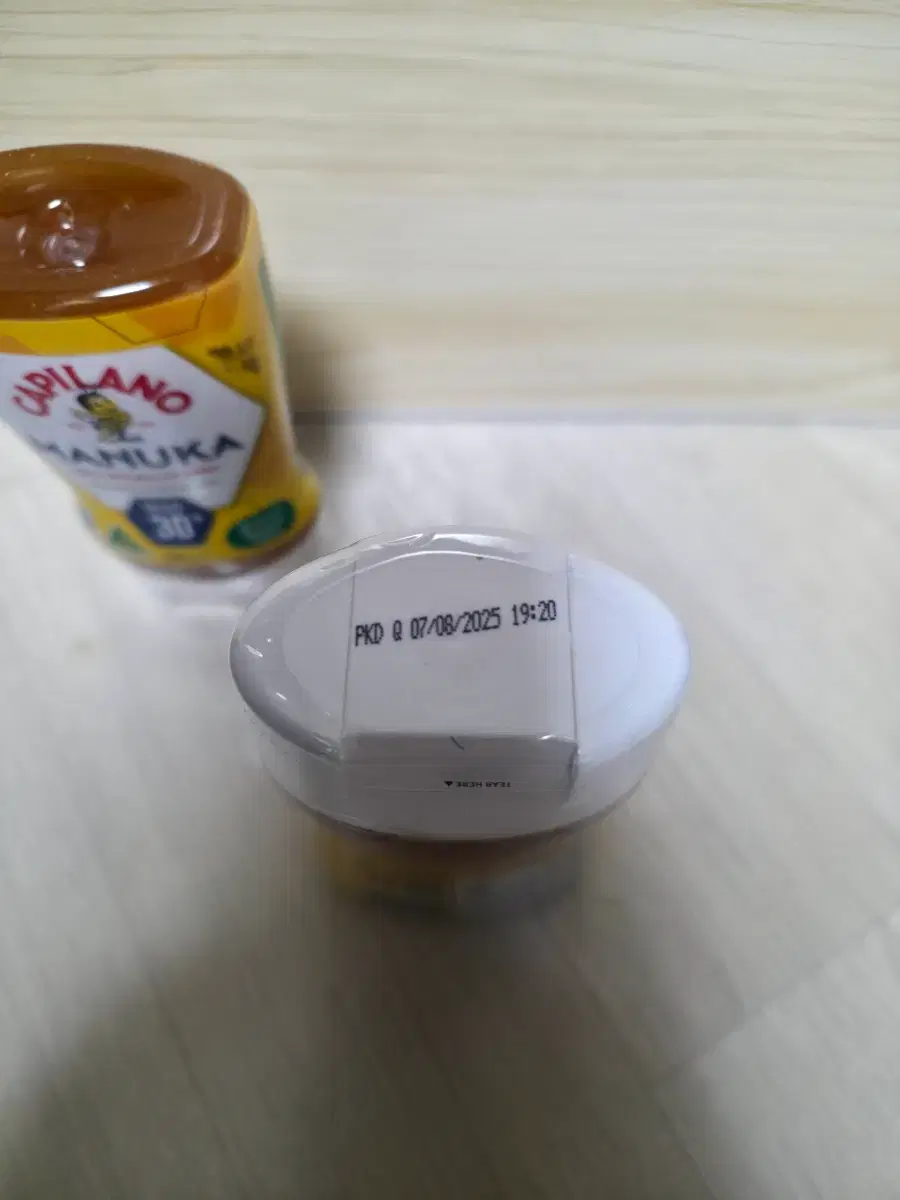 CAPILANO
MANUKA
30+
PKD Q 07/08/2025 19:20
TEAR HERE ▲